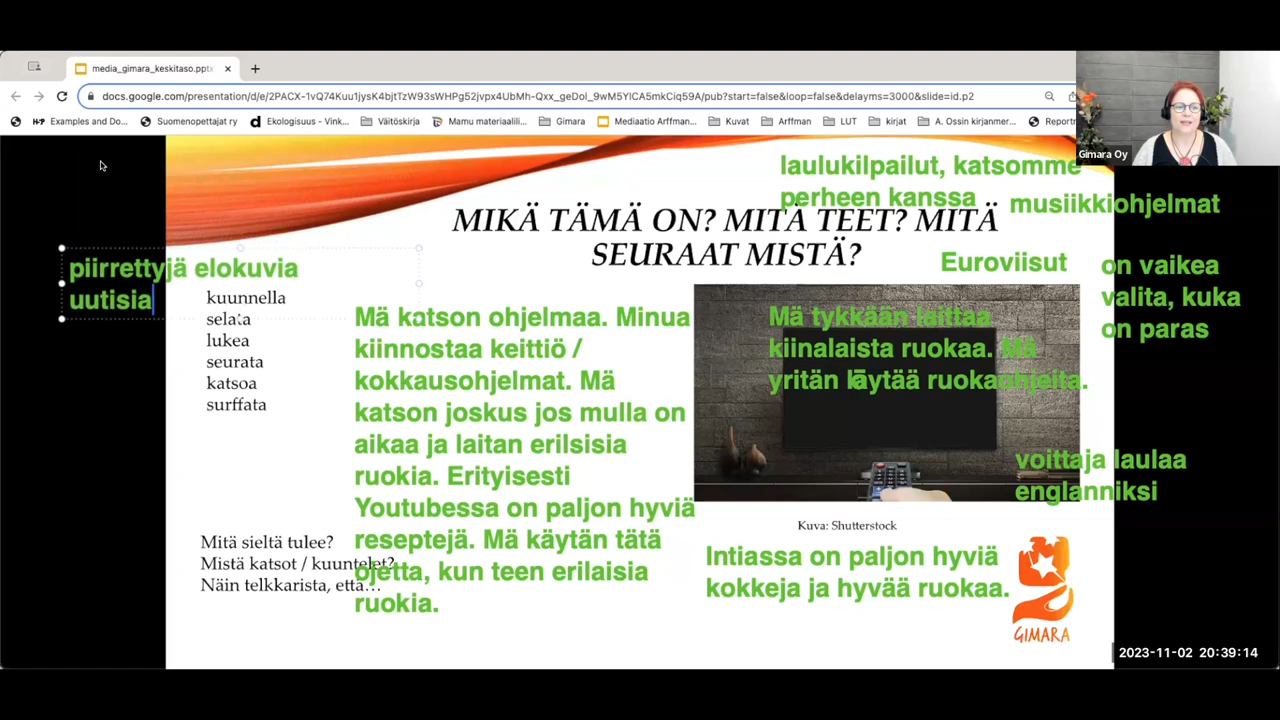 media_gimara_keskitaso.pptx
docs.google.com/presentation/d/e/2PACX-1vQ74Kuu1jysK4bjtTzW93sWHPg52jvpx4UbMh-Qxx_geDol_9wM5YlCA5mkCiq59A/pub?start=false&loop=false&delayms=3000&slide=id.p2
Examples and Do... Suomenopettajat ry Ekologisuus - Vink... Väitöskirja Mamu materiaalili... Gimara Mediaatio Arffman... Kuvat Arffman LUT kirjat A. Ossin kirjanmer...
Gimara Oy
laulukilpailut, katsomme
perheen kanssa
musiikkiohjelmat
MIKÄ TÄMÄ ON? MITÄ TEET? MITÄ
SEURAAT MISTÄ?
Euroviisut
on vaikea
valita, kuka
on paras
piirrettyjä elokuvia
uutisia
kuunnella
selata
lukea
seurata
katsoa
surffata
Mä katson ohjelmaa. Minua
kiinnostaa keittiö /
kokkausohjelmat. Mä
katson joskus jos mulla on
aikaa ja laitan erilsisia
ruokia. Erityisesti
Youtubessa on paljon hyviä
reseptejä. Mä käytän tätä
ojetta, kun teen erilaisia
ruokia.
Mä tykkään laittaa
kiinalaista ruokaa. Mä
yritän läytää ruokaohjeita.
voittaja laulaa
englanniksi
Kuva: Shutterstock
Mitä sieltä tulee?
Mistä katsot / kuuntelet?
Näin telkkarista, että...
Intiassa on paljon hyviä
kokkeja ja hyvää ruokaa.
GIMARA
2023-11-02 20:39:14